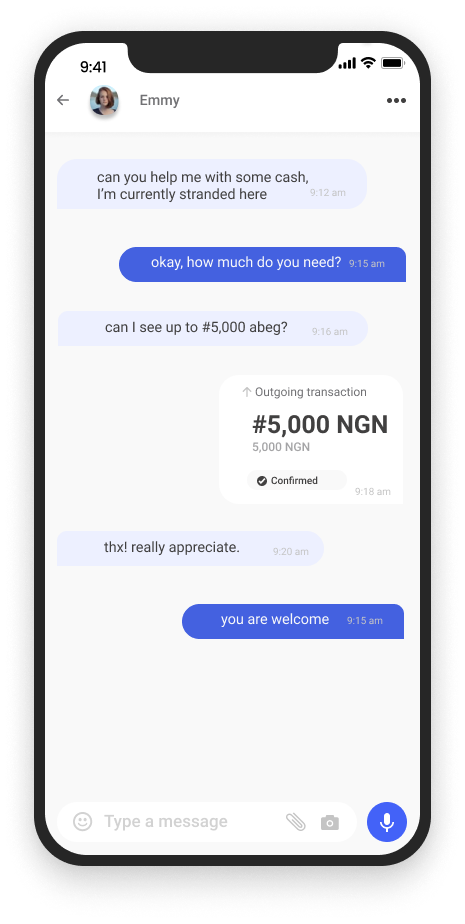 9:41
Emmy
can you help me with some cash,
I'm currently stranded here 9:12 am
okay, how much do you need? 9:15 am
can I see up to #5,000 abeg? 9:16 am
Outgoing transaction
#5,000 NGN
5,000 NGN
Confirmed
9:18 am
thx! really appreciate. 9:20 am
you are welcome 9:15 am
Type a message